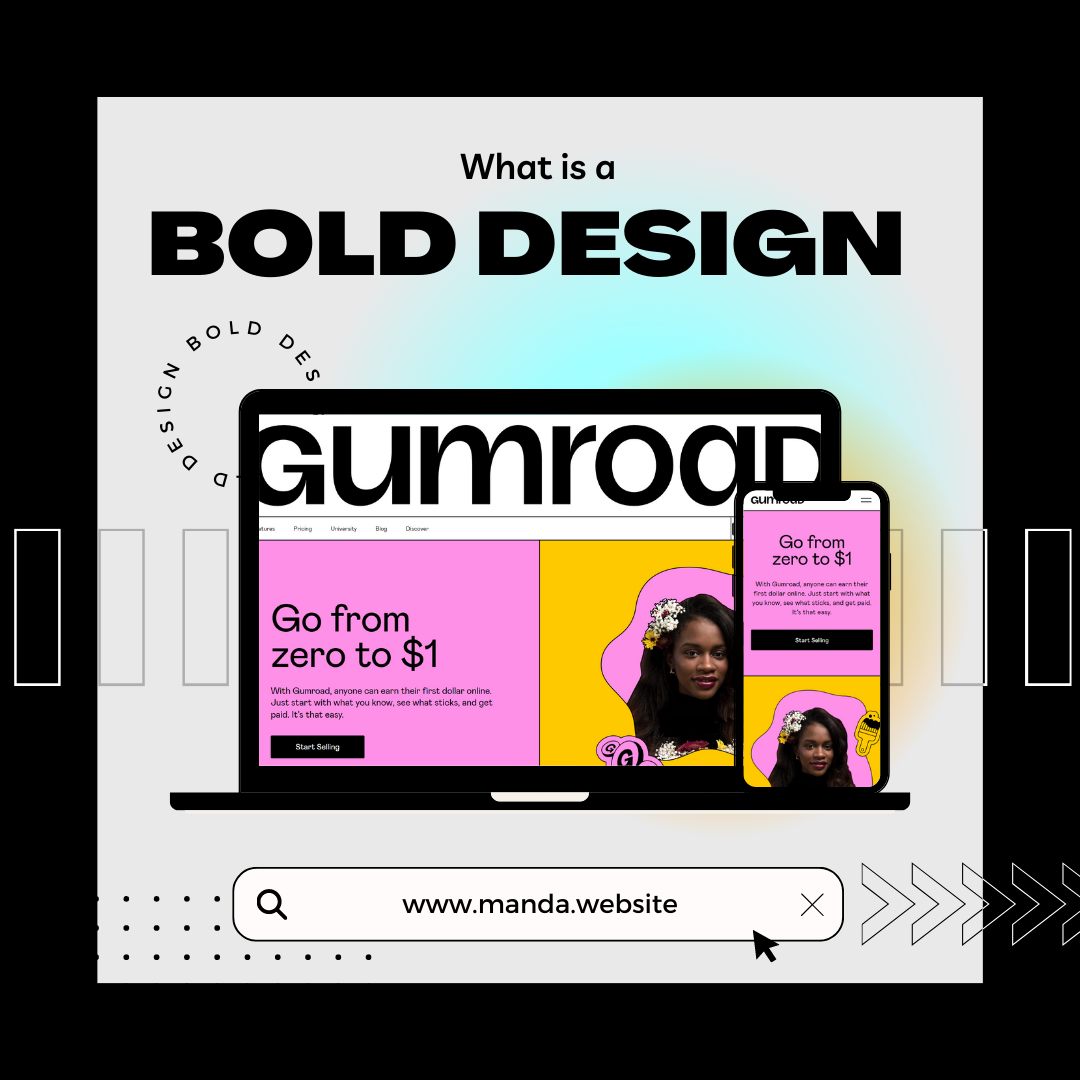 What is a
BOLD DESIGN
DESIGN BOLD DES
D
Gumroad
atures Pricing University Blog Discover
Go from
zero to $1
With Gumroad, anyone can earn their first dollar online.
Just start with what you know, see what sticks, and get
paid. It's that easy.
Start Selling
G
G
Gumroad
Go from
zero to $1
With Gumroad, anyone can earn their
first dollar online. Just start with what
you know, see what sticks, and get paid.
It's that easy.
Start Selling
www.manda.website